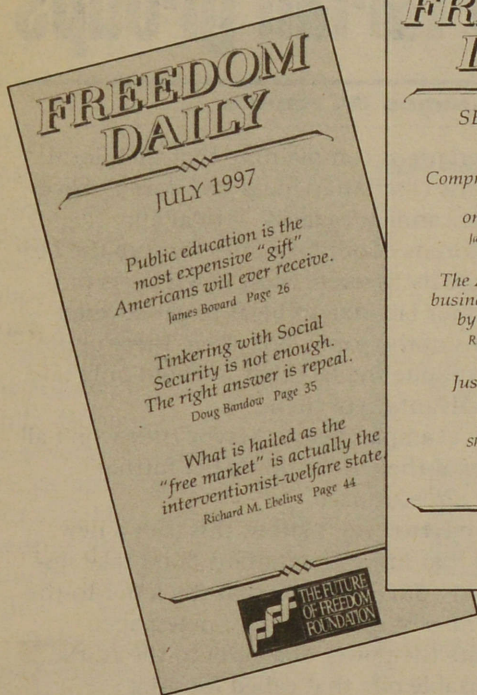 FREEDOM
DAILY
JULY 1997
Public education is the
most expensive "gift"
Americans will ever receive.
James Bovard Page 26
Tinkering with Social
Security is not enough.
The right answer is repeal.
Doug Bandow Page 35
What is hailed as the
"free market" is actually the
interventionist-welfare state.
Richard M. Ebeling Page 44
fff THE FUTURE
OF FREEDOM
FOUNDATION
The
by